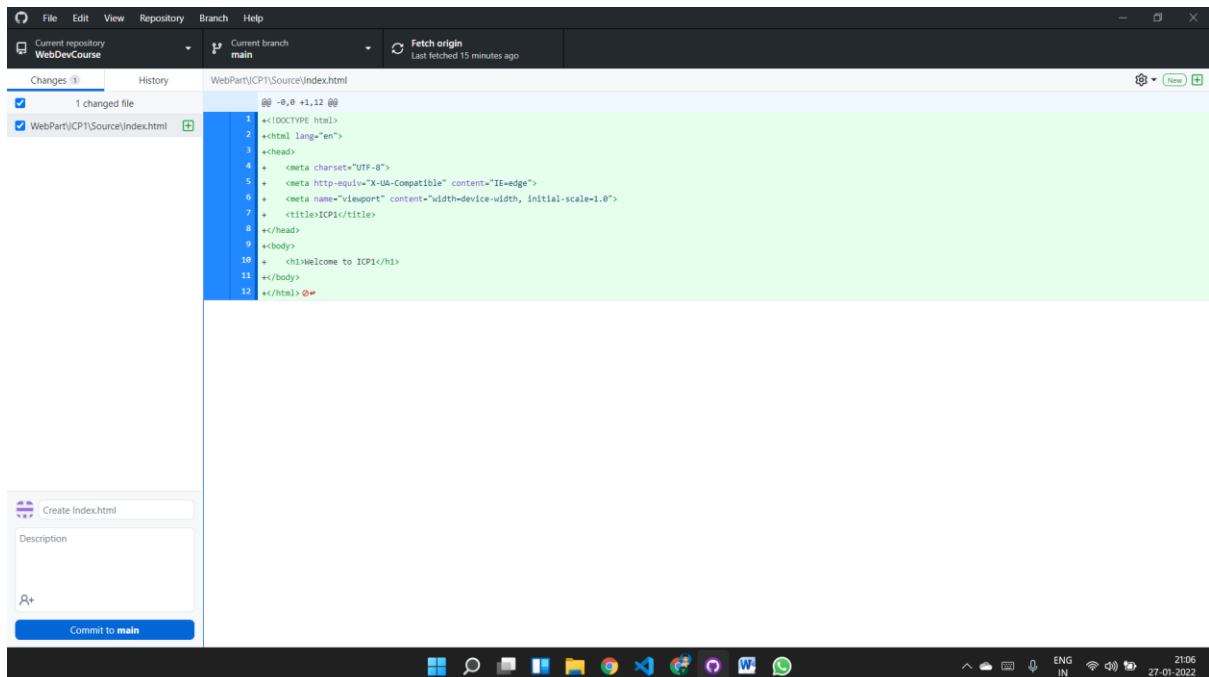 File Edit View Repository Branch Help
Current repository
WebDevCourse
Current branch
main
Fetch origin
Last fetched 15 minutes ago
Changes 1 History
WebPart\ICP1\Source\Index.html
New
1 changed file
WebPart\ICP1\Source\Index.html
@@ -0,0 +1,12 @@
1 +<!DOCTYPE html>
2 +<html lang="en">
3 +<head>
4 + <meta charset="UTF-8">
5 + <meta http-equiv="X-UA-Compatible" content="IE=edge">
6 + <meta name="viewport" content="width=device-width, initial-scale=1.0">
7 + <title>ICP1</title>
8 +</head>
9 +<body>
10 + <h1>Welcome to ICP1</h1>
11 +</body>
12 +</html>
Create Index.html
Description
Commit to main
ENG
IN
21:06
27-01-2022